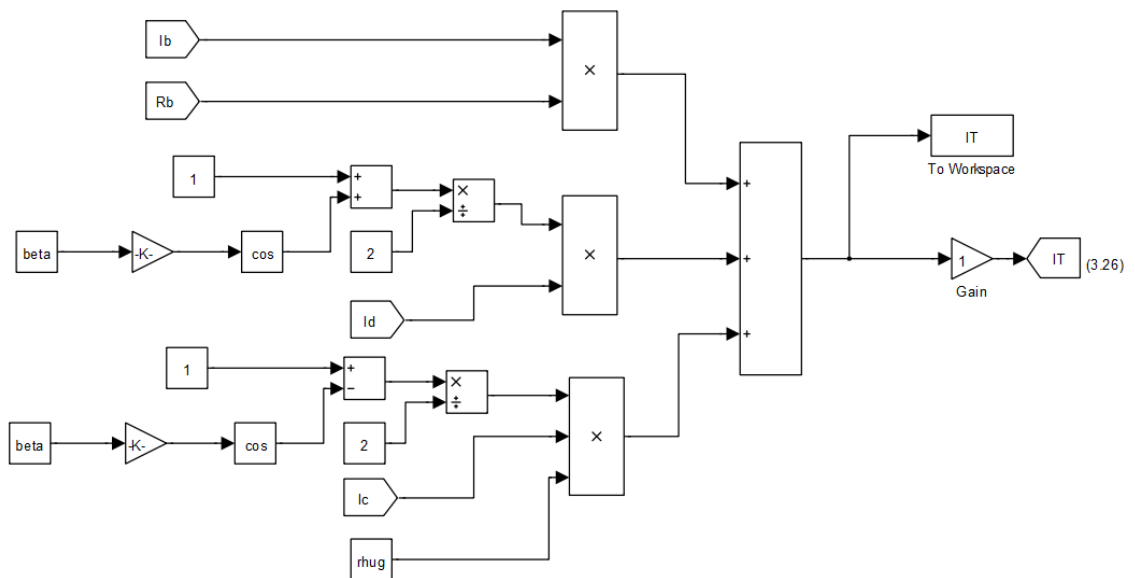 Ib
×
Rb
IT
To Workspace
1
+
+
×
÷
×
+
beta
-K-
cos
2
+
1
IT
(3.26)
Gain
Id
+
1
+
−
×
÷
×
beta
-K-
cos
2
Ic
rhug